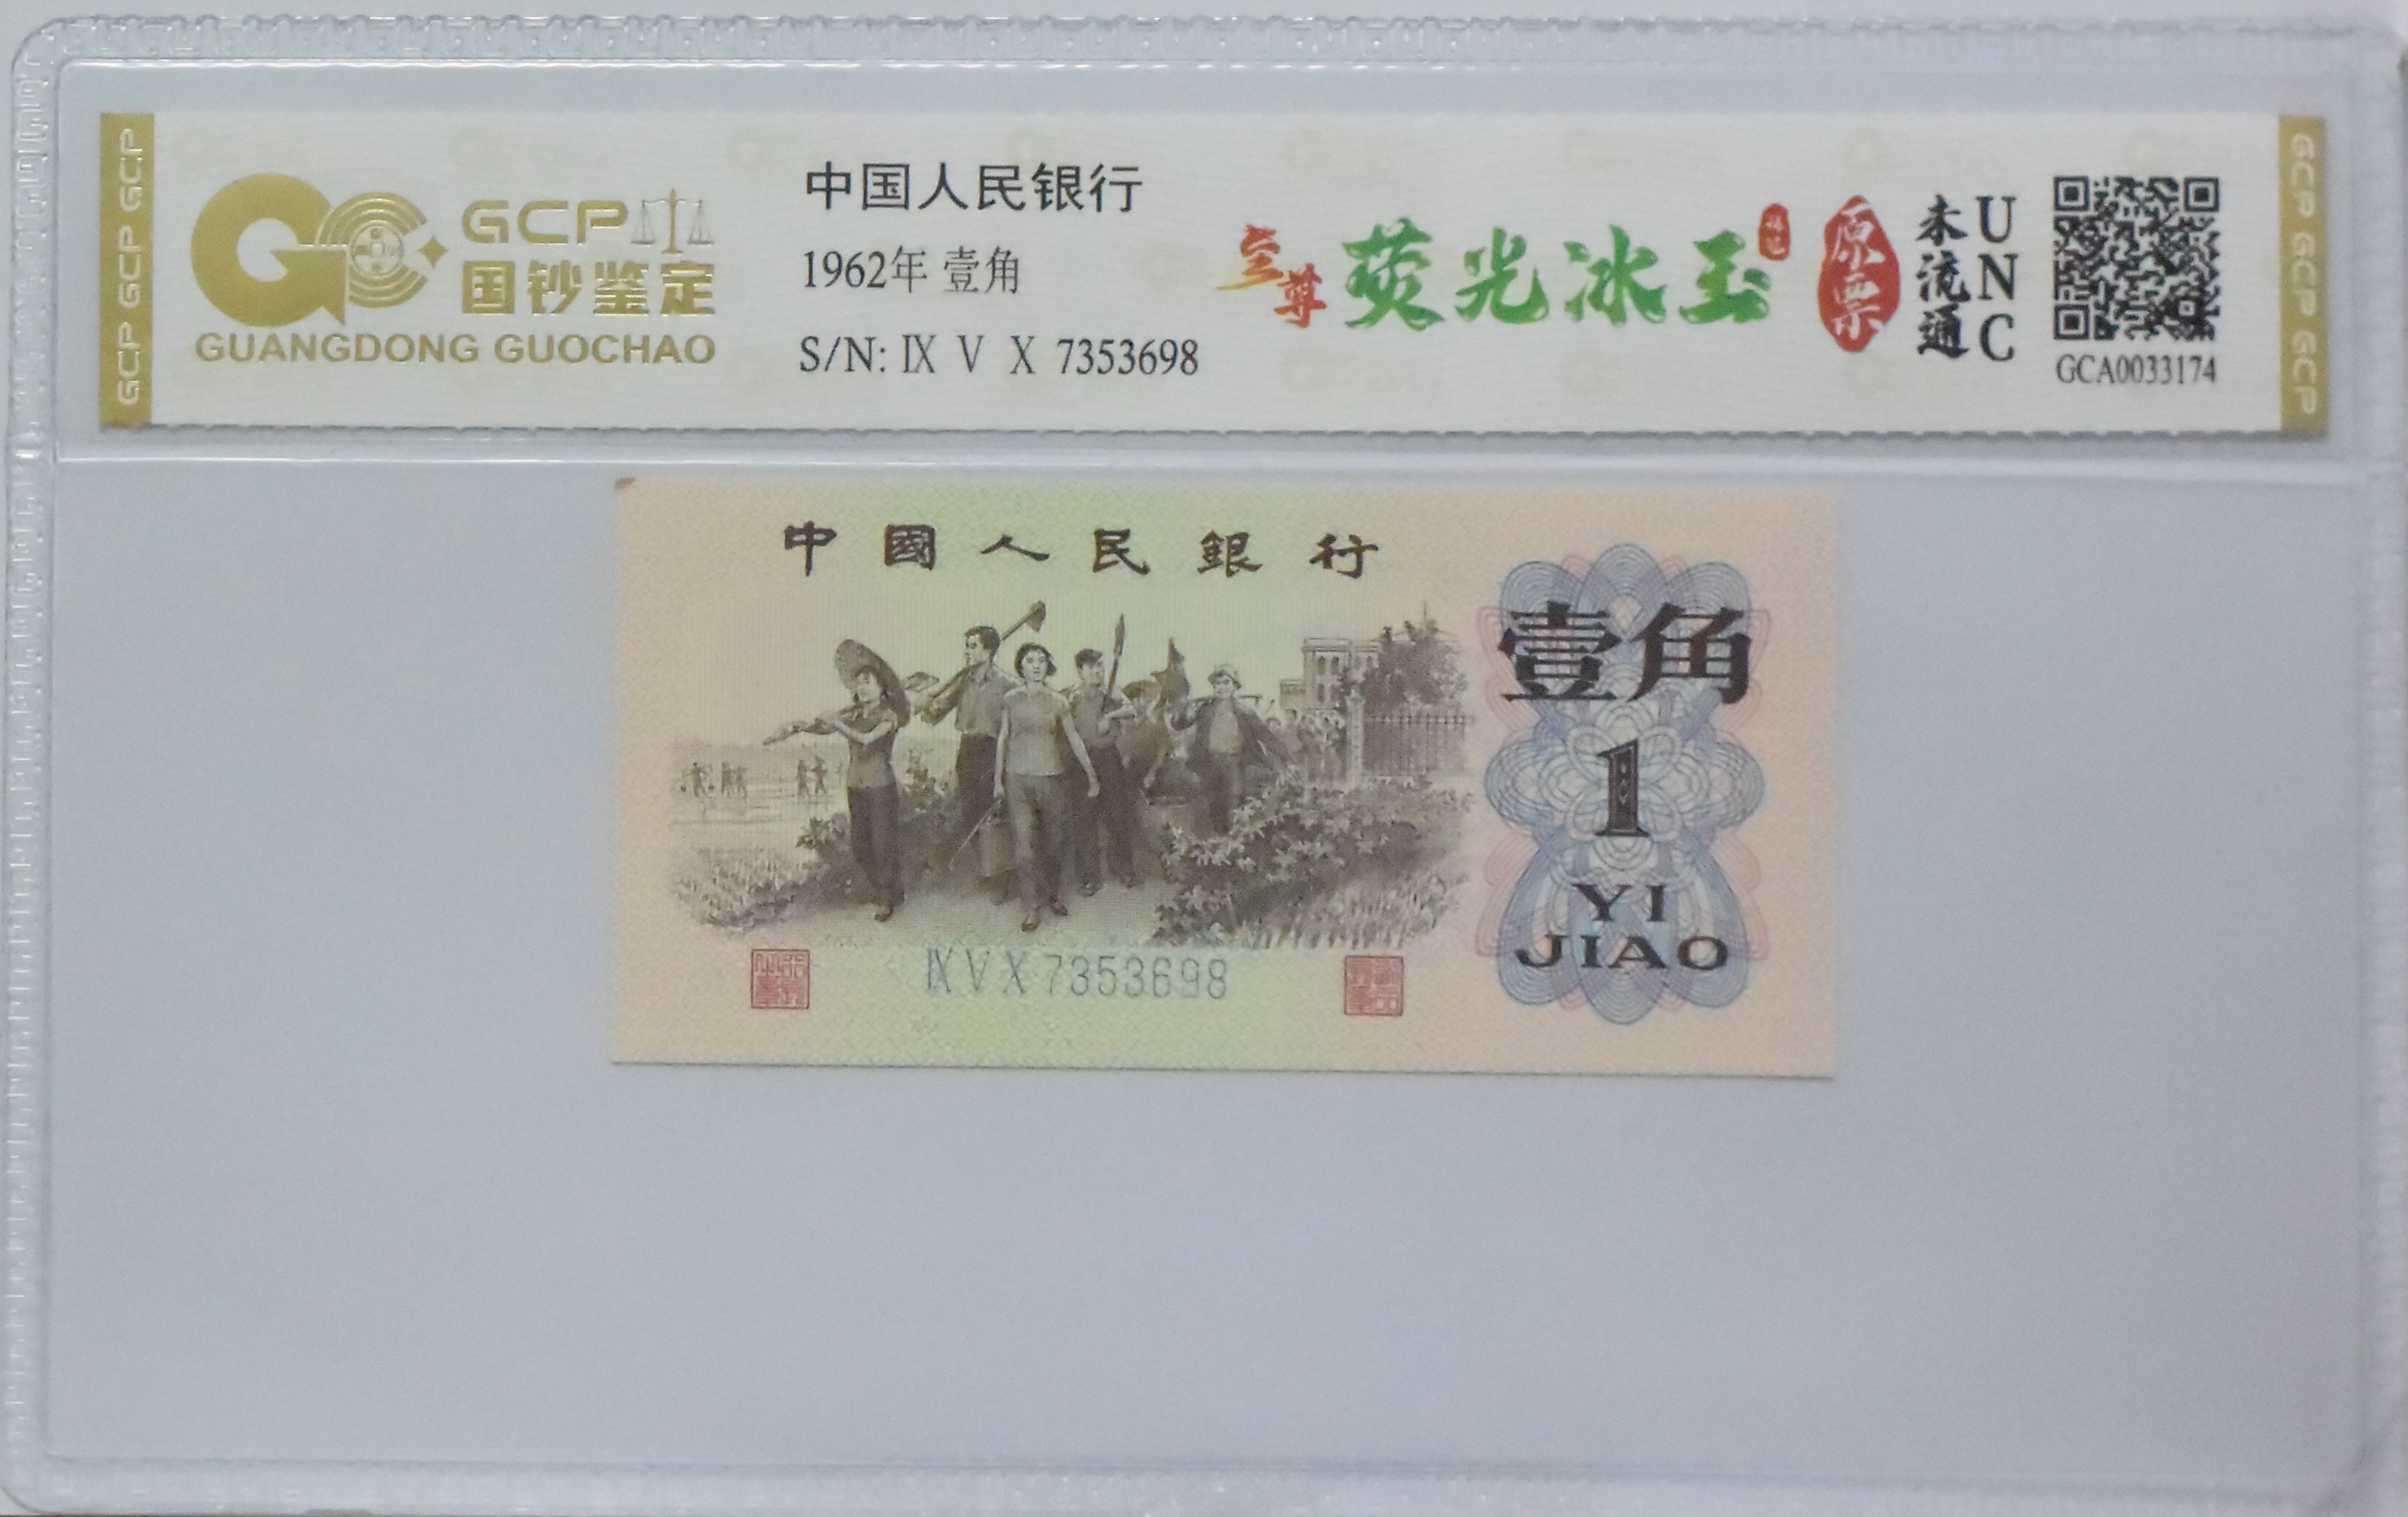 GCP GCP GCP
GCP
国钞鉴定
GUANGDONG GUOCHAO
中国人民银行
1962年 壹角
S/N: IX V X 7353698
至尊 荧光冰玉
原票
未流通
UNC
GCA0033174
GCP GCP GCP
中國人民銀行
壹角
1
YI
JIAO
IX V X 7353698